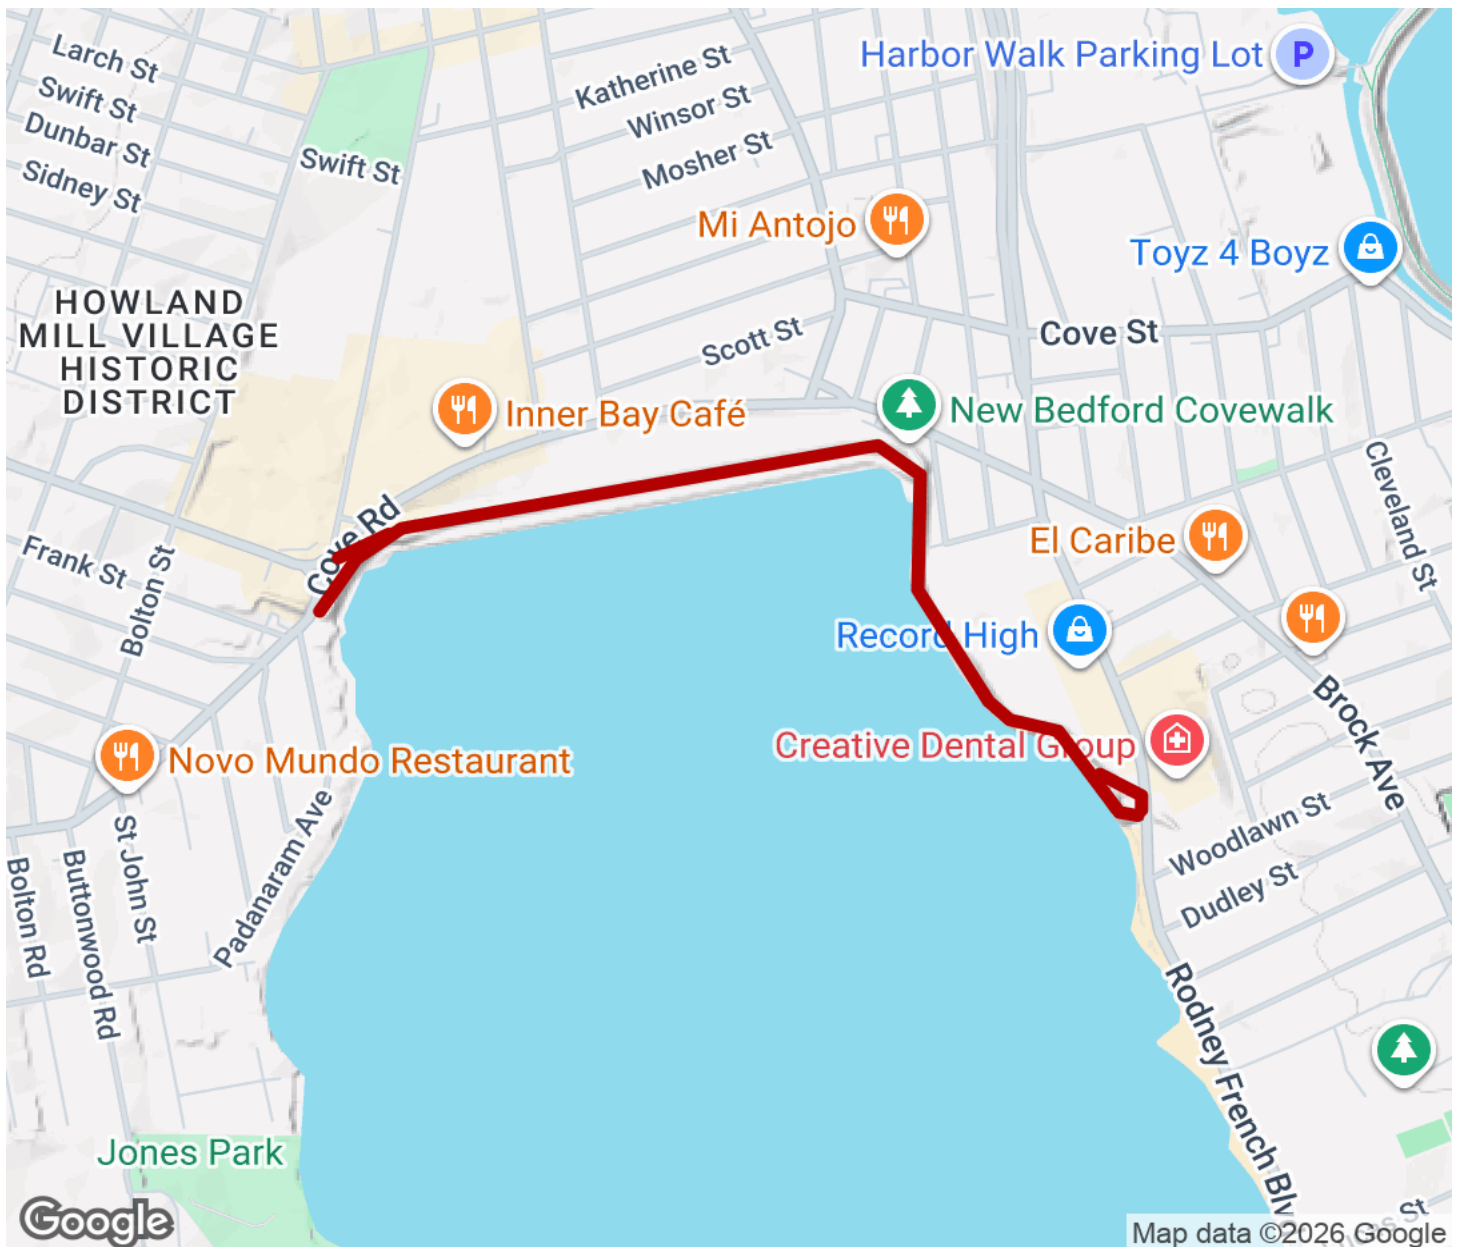 Larch St
Swift St
Dunbar St
Sidney St
Swift St
Katherine St
Winsor St
Mosher St
Harbor Walk Parking Lot
P
Mi Antojo
Toyz 4 Boyz
HOWLAND
MILL VILLAGE
HISTORIC
DISTRICT
Scott St
Cove St
Inner Bay Café
New Bedford Covewalk
Cleveland St
Cove Rd
Frank St
Bolton St
El Caribe
Record High
Brock Ave
Creative Dental Group
Novo Mundo Restaurant
Padanaram Ave
St John St
Buttonwood Rd
Bolton Rd
Woodlawn St
Dudley St
Rodney French Blv
Jones Park
Google
Map data ©2026 Google